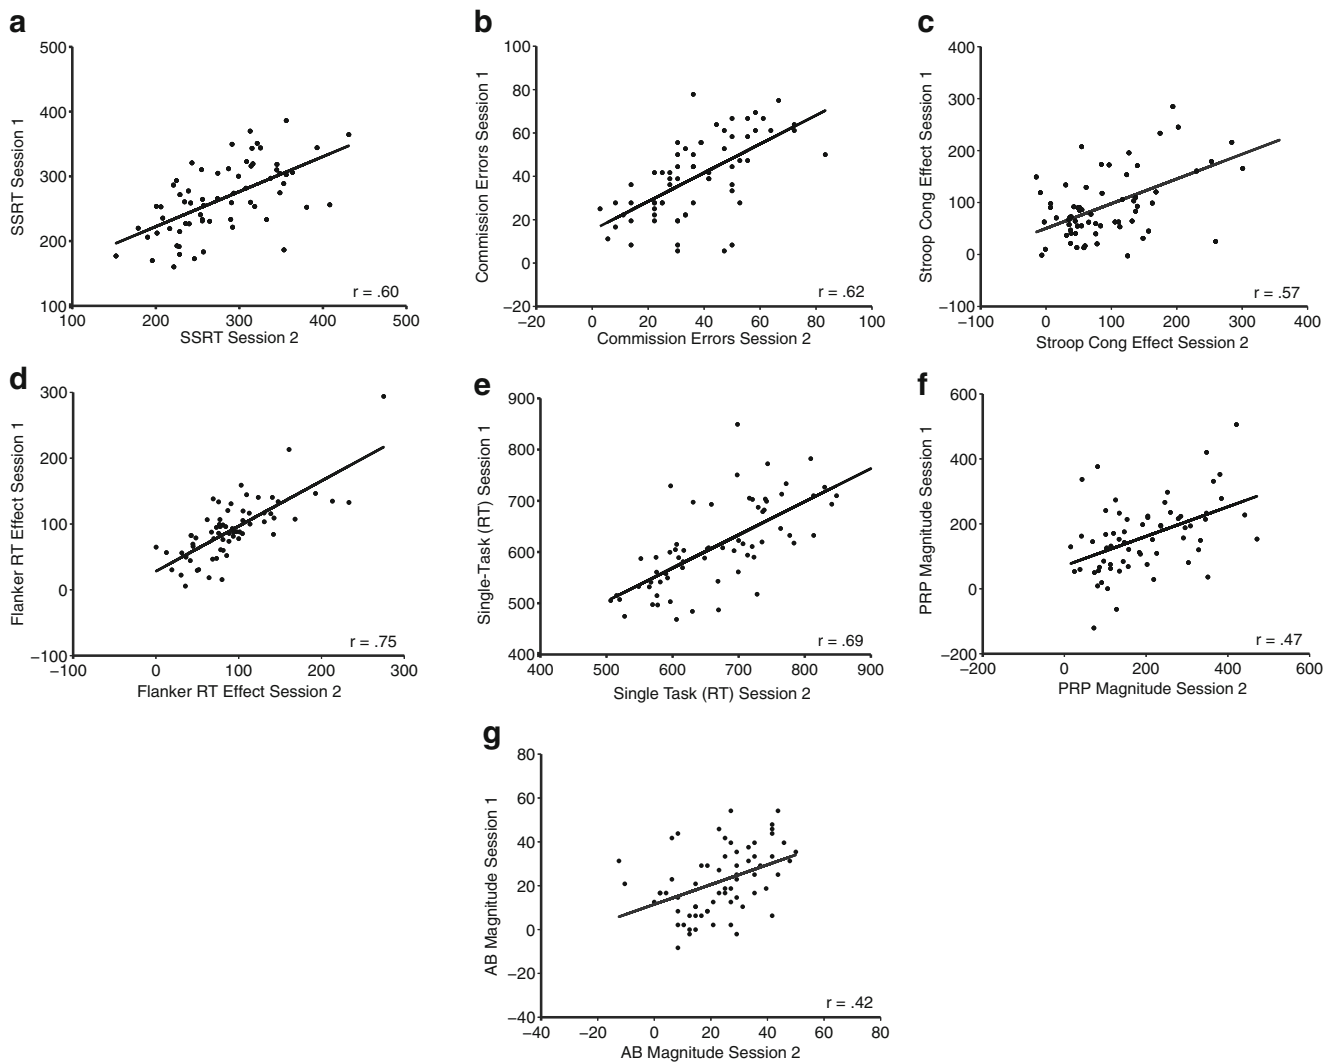 a
500
400
300
200
100
100
200
300
400
500
SSRT Session 1
SSRT Session 2
r = .60
b
100
80
60
40
20
0
−20
−20
0
20
40
60
80
100
Commission Errors Session 1
Commission Errors Session 2
r = .62
c
400
300
200
100
0
−100
−100
0
100
200
300
400
Stroop Cong Effect Session 1
Stroop Cong Effect Session 2
r = .57
d
300
200
100
0
−100
−100
0
100
200
300
Flanker RT Effect Session 1
Flanker RT Effect Session 2
r = .75
e
900
800
700
600
500
400
400
500
600
700
800
900
Single-Task (RT) Session 1
Single Task (RT) Session 2
r = .69
f
600
400
200
0
−200
−200
0
200
400
600
PRP Magnitude Session 1
PRP Magnitude Session 2
r = .47
g
80
60
40
20
0
−20
−40
−40
−20
0
20
40
60
80
AB Magnitude Session 1
AB Magnitude Session 2
r = .42